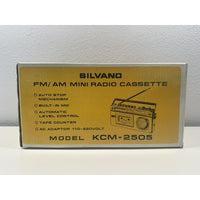 SILVANO
FM/AM MINI RADIO CASSETTE
AUTO STOP
MECHANISM
BUILT-IN MIC
AUTOMATIC
LEVEL CONTROL
TAPE COUNTER
AC ADAPTOR 110-220VOLT
MODEL KCM-2505